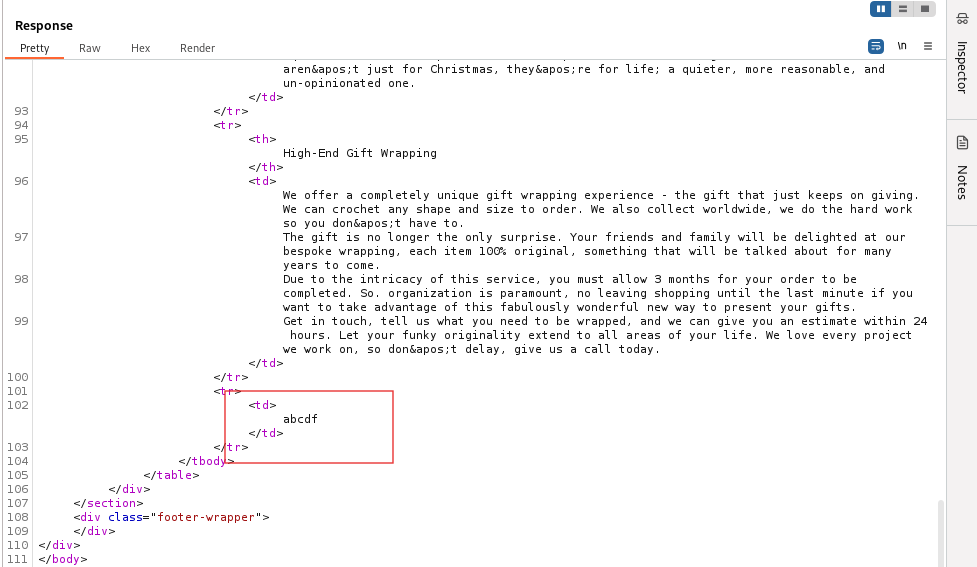 Response
Pretty Raw Hex Render
\n
aren&apos;t just for Christmas, they&apos;re for life; a quieter, more reasonable, and
un-opinionated one.
</td>
93 </tr>
94 <tr>
95 <th>
High-End Gift Wrapping
</th>
96 <td>
We offer a completely unique gift wrapping experience - the gift that just keeps on giving.
We can crochet any shape and size to order. We also collect worldwide, we do the hard work
so you don&apos;t have to.
97 The gift is no longer the only surprise. Your friends and family will be delighted at our
bespoke wrapping, each item 100% original, something that will be talked about for many
years to come.
98 Due to the intricacy of this service, you must allow 3 months for your order to be
completed. So. organization is paramount, no leaving shopping until the last minute if you
want to take advantage of this fabulously wonderful new way to present your gifts.
99 Get in touch, tell us what you need to be wrapped, and we can give you an estimate within 24
hours. Let your funky originality extend to all areas of your life. We love every project
we work on, so don&apos;t delay, give us a call today.
</td>
100 </tr>
101 <tr>
102 <td>
abcdf
</td>
103 </tr>
104 </tbody>
105 </table>
106 </div>
107 </section>
108 <div class="footer-wrapper">
109 </div>
110 </div>
111 </body>
Inspector
Notes